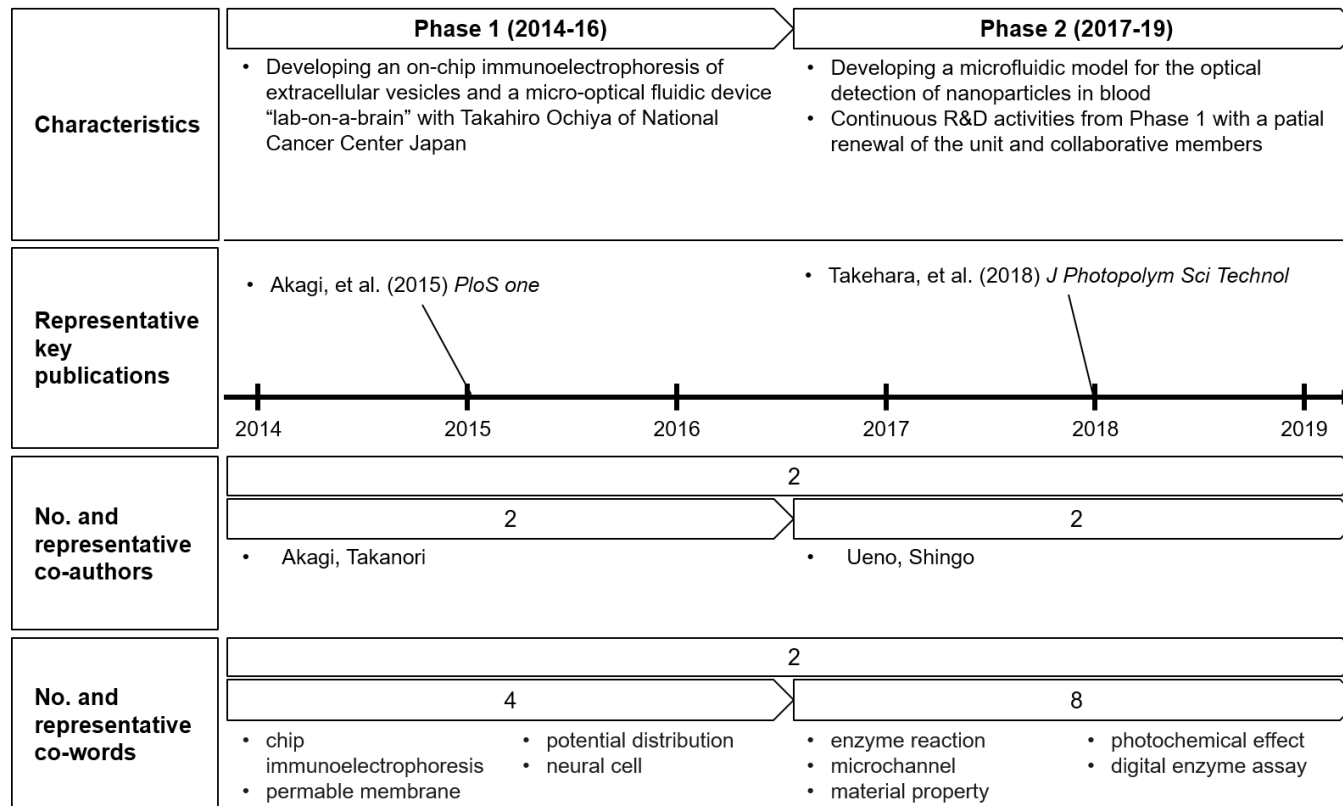 Phase 1 (2014-16)
Phase 2 (2017-19)
Characteristics
• Developing an on-chip immunoelectrophoresis of
extracellular vesicles and a micro-optical fluidic device
“lab-on-a-brain” with Takahiro Ochiya of National
Cancer Center Japan
• Developing a microfluidic model for the optical
detection of nanoparticles in blood
• Continuous R&D activities from Phase 1 with a patial
renewal of the unit and collaborative members
Representative
key
publications
• Akagi, et al. (2015) PloS one
• Takehara, et al. (2018) J Photopolym Sci Technol
2014
2015
2016
2017
2018
2019
No. and
representative
co-authors
2
2
2
• Akagi, Takanori
• Ueno, Shingo
No. and
representative
co-words
2
4
8
• chip
immunoelectrophoresis
• permable membrane
• potential distribution
• neural cell
• enzyme reaction
• microchannel
• material property
• photochemical effect
• digital enzyme assay